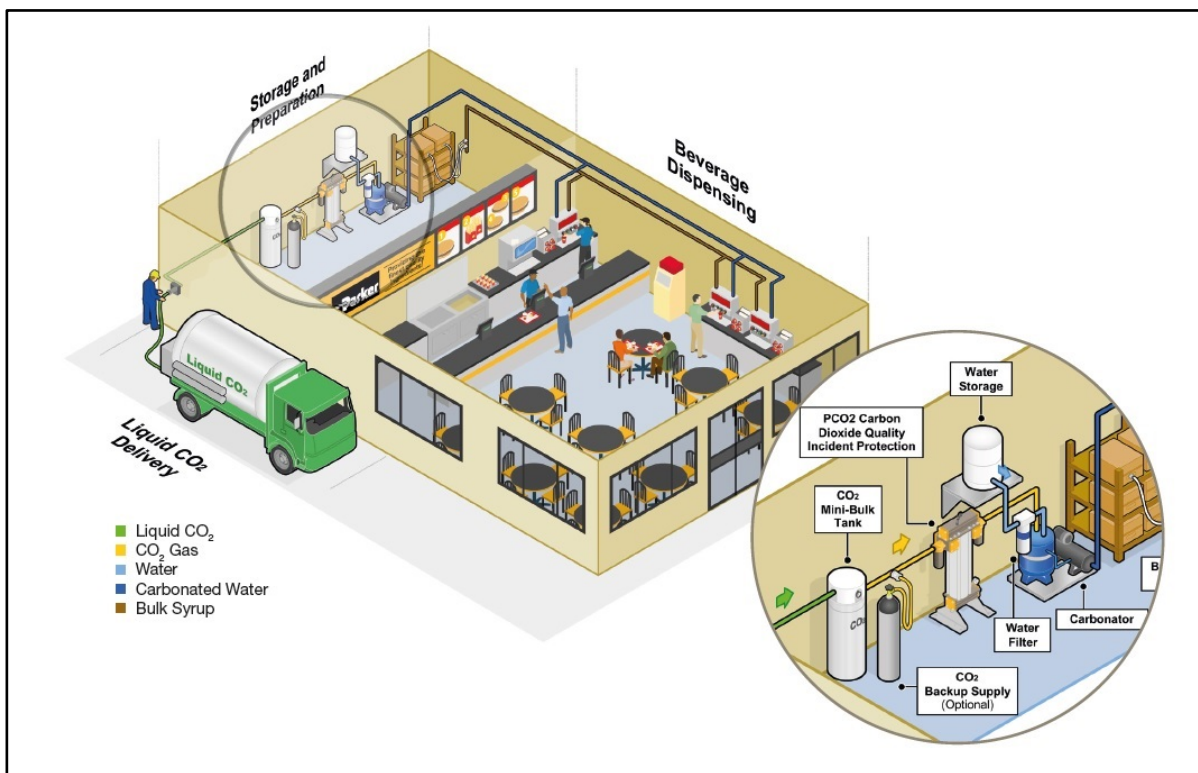 Storage and
Preparation
Beverage
Dispensing
Parker
Providing the
Liquid CO₂
Liquid CO₂
Delivery
Liquid CO₂
CO₂ Gas
Water
Carbonated Water
Bulk Syrup
Water
Storage
PCO2 Carbon
Dioxide Quality
Incident Protection
CO₂
Mini-Bulk
Tank
CO₂
B
Water
Filter
Carbonator
CO₂
Backup Supply
(Optional)